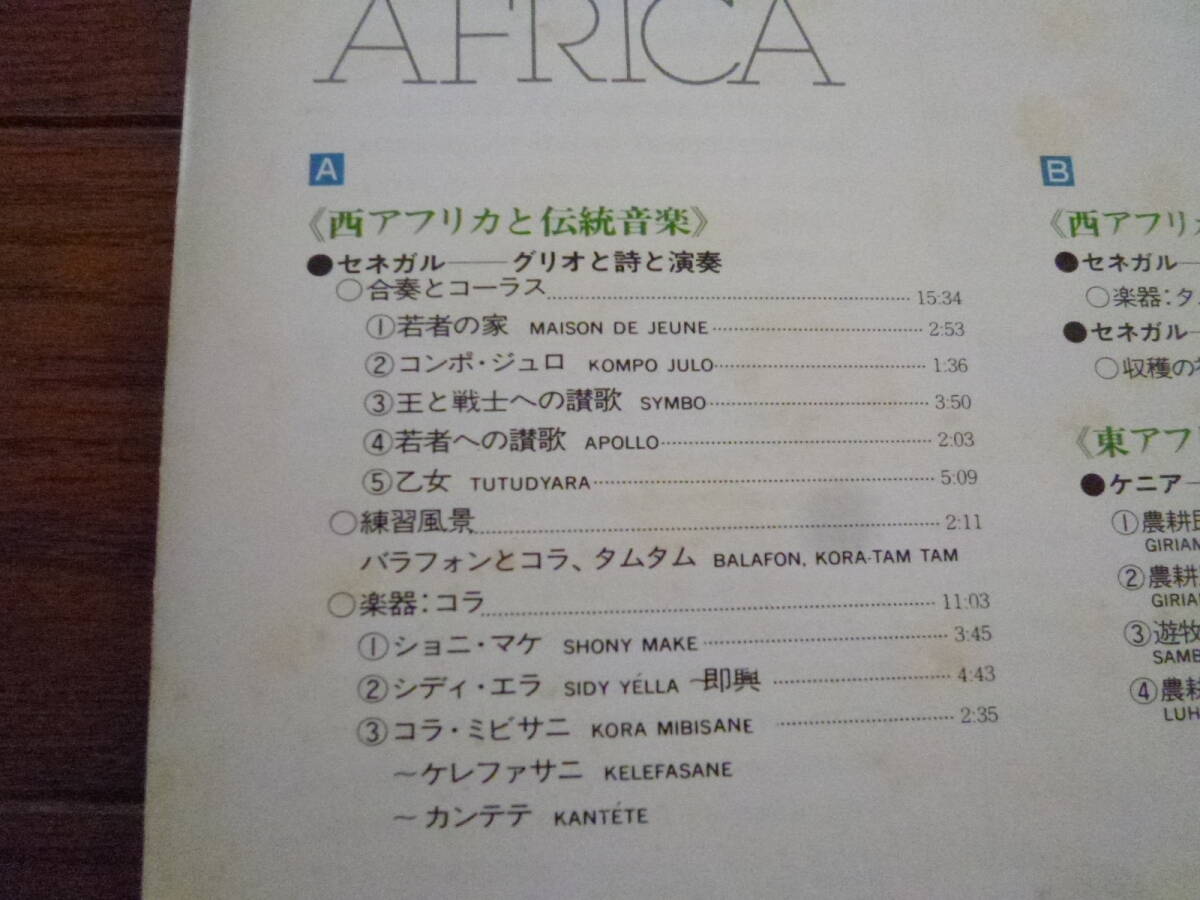 AFRICA
A
《西アフリカと伝統音楽》
●セネガル——グリオと詩と演奏
○合奏とコーラス 15:34
①若者の家 MAISON DE JEUNE 2:53
②コンポ・ジュロ KOMPO JULO 1:36
③王と戦士への讃歌 SYMBO 3:50
④若者への讃歌 APOLLO 2:03
⑤乙女 TUTUDYARA 5:09
○練習風景 2:11
バラフォンとコラ、タムタム BALAFON, KORA-TAM TAM
○楽器:コラ 11:03
①ショニ・マケ SHONY MAKE 3:45
②シディ・エラ SIDY YÉLLA ~即興 4:43
③コラ・ミビサニ KORA MIBISANE 2:35
~ケレファサニ KELEFASANE
~カンテテ KANTÉTE
B
《西アフリカ
●セネガル—
○楽器:タ
●セネガル—
○収穫の
《東アフ
●ケニア—
①農耕
GIRIAM
②農耕
GIRIA
③遊牧
SAMB
④農耕
LUH